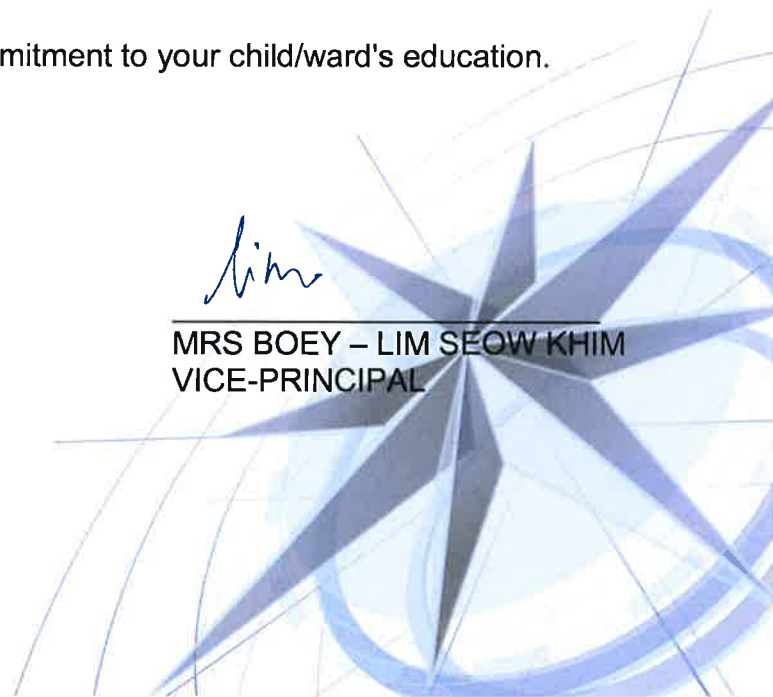 mitment to your child/ward's education.
lim
MRS BOEY – LIM SEOW KHIM
VICE-PRINCIPAL